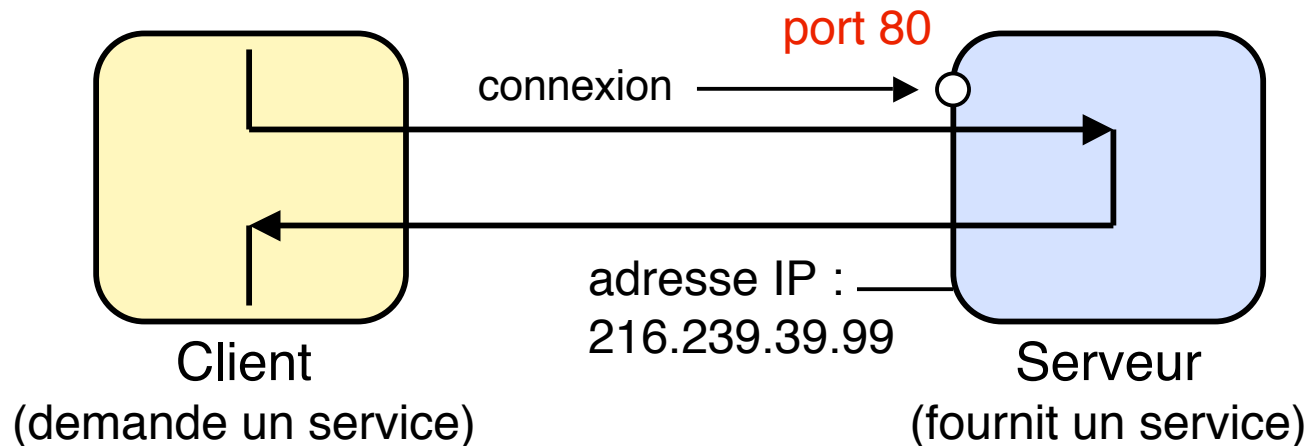 port 80
connexion
adresse IP :
216.239.39.99
Client
(demande un service)
Serveur
(fournit un service)